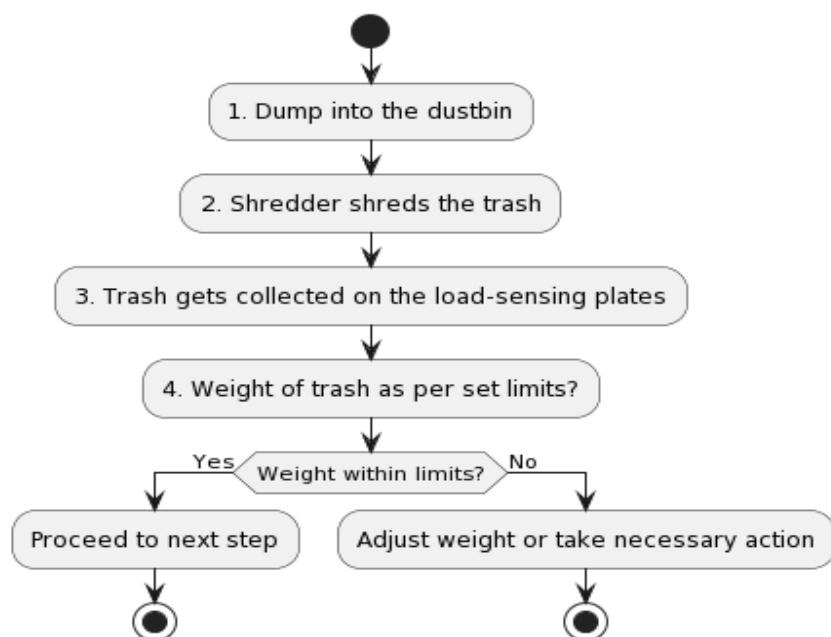 1. Dump into the dustbin
2. Shredder shreds the trash
3. Trash gets collected on the load-sensing plates
4. Weight of trash as per set limits?
Yes
Weight within limits?
No
Proceed to next step
Adjust weight or take necessary action